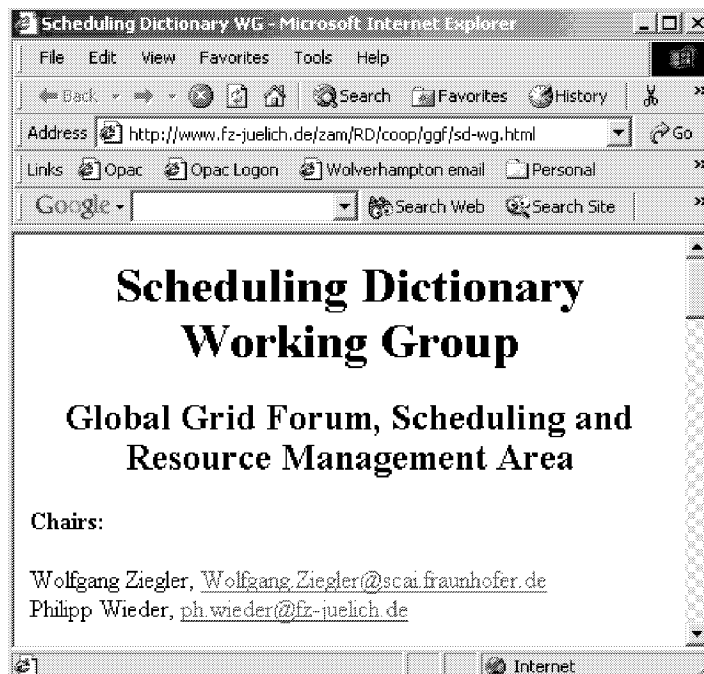 Scheduling Dictionary WG - Microsoft Internet Explorer
File Edit View Favorites Tools Help
Back Search Favorites History »
Address http://www.fz-juelich.de/zam/RD/coop/ggf/sd-wg.html Go
Links Opac Opac Logon Wolverhampton email Personal »
Google Search Web Search Site »
Scheduling Dictionary
Working Group
Global Grid Forum, Scheduling and
Resource Management Area
Chairs:
Wolfgang Ziegler, Wolfgang.Ziegler@scai.fraunhofer.de
Philipp Wieder, ph.wieder@fz-juelich.de
Internet